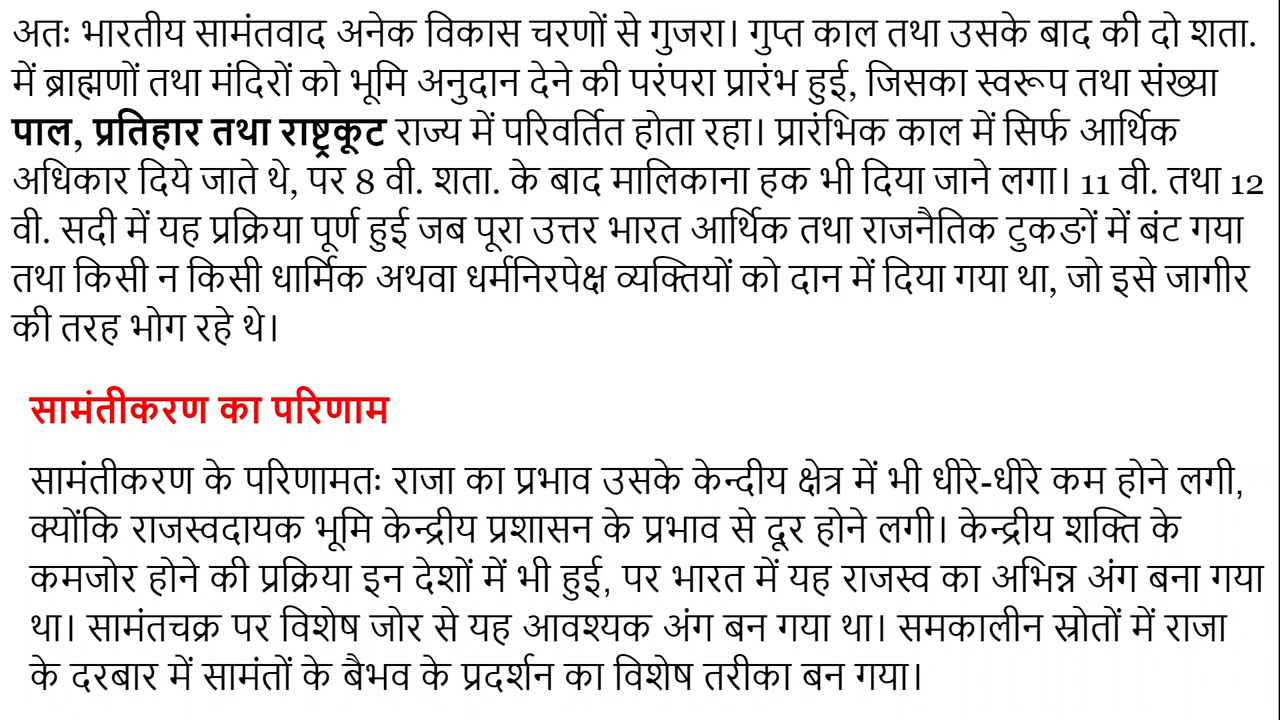 अतः भारतीय सामंतवाद अनेक विकास चरणों से गुजरा। गुप्त काल तथा उसके बाद की दो शता.
में ब्राह्मणों तथा मंदिरों को भूमि अनुदान देने की परंपरा प्रारंभ हुई, जिसका स्वरूप तथा संख्या
पाल, प्रतिहार तथा राष्ट्रकूट राज्य में परिवर्तित होता रहा। प्रारंभिक काल में सिर्फ आर्थिक
अधिकार दिये जाते थे, पर 8 वी. शता. के बाद मालिकाना हक भी दिया जाने लगा। 11 वी. तथा 12
वी. सदी में यह प्रक्रिया पूर्ण हुई जब पूरा उत्तर भारत आर्थिक तथा राजनैतिक टुकङों में बंट गया
तथा किसी न किसी धार्मिक अथवा धर्मनिरपेक्ष व्यक्तियों को दान में दिया गया था, जो इसे जागीर
की तरह भोग रहे थे।
सामंतीकरण का परिणाम
सामंतीकरण के परिणामतः राजा का प्रभाव उसके केन्दीय क्षेत्र में भी धीरे-धीरे कम होने लगी,
क्योंकि राजस्वदायक भूमि केन्द्रीय प्रशासन के प्रभाव से दूर होने लगी। केन्द्रीय शक्ति के
कमजोर होने की प्रक्रिया इन देशों में भी हुई, पर भारत में यह राजस्व का अभिन्न अंग बना गया
था। सामंतचक्र पर विशेष जोर से यह आवश्यक अंग बन गया था। समकालीन स्रोतों में राजा
के दरबार में सामंतों के बैभव के प्रदर्शन का विशेष तरीका बन गया।